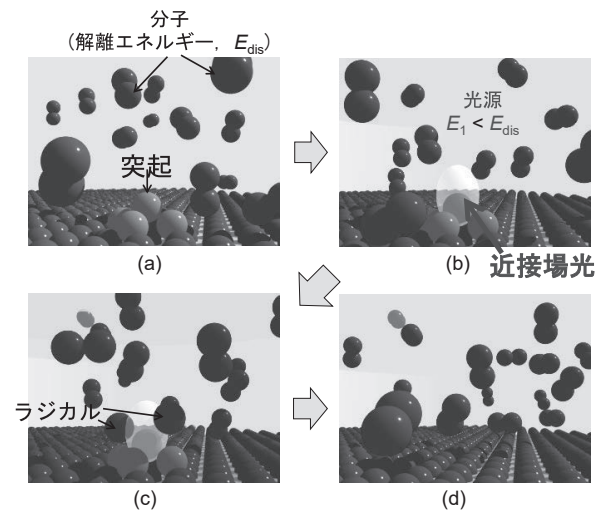 分子
(解離エネルギー, Edis)
突起
(a)
光源
E1 < Edis
(b)
近接場光
ラジカル
(c)
(d)